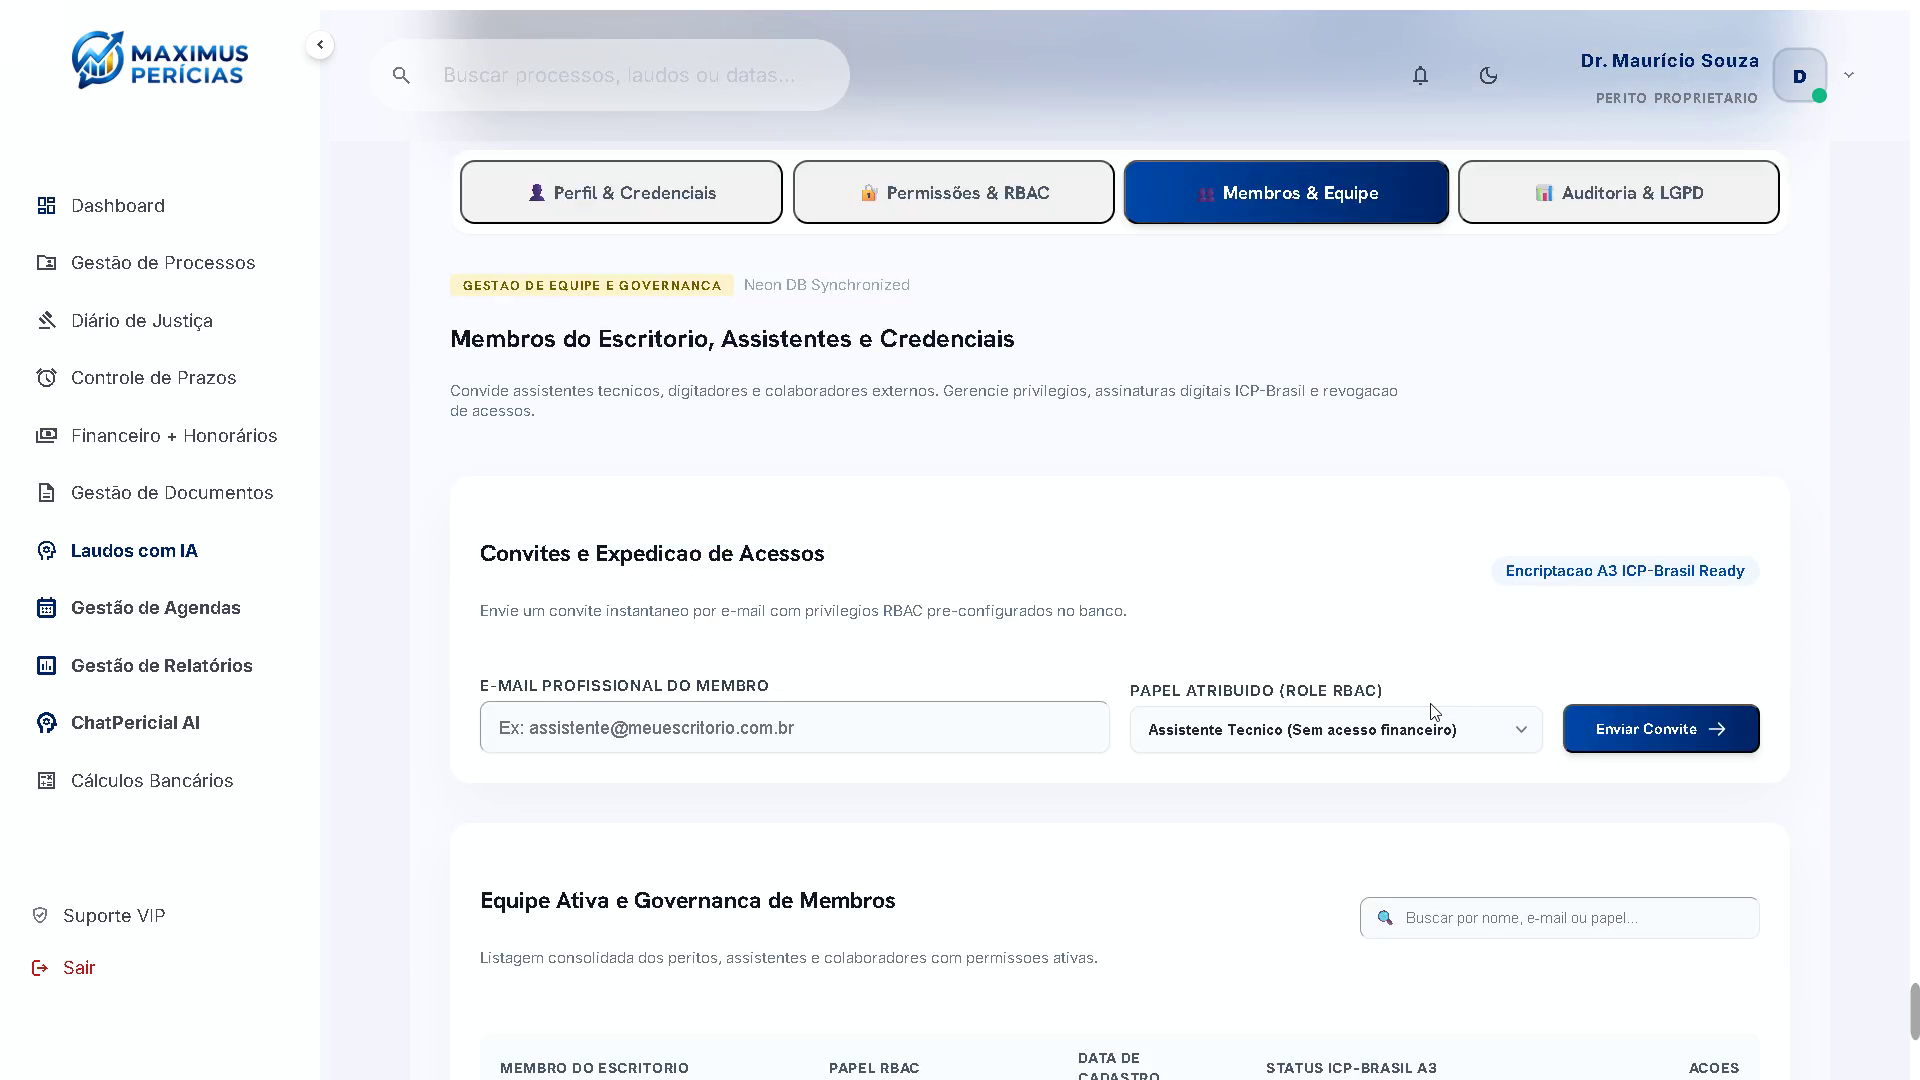 MAXIMUS
PERÍCIAS
Buscar processos, laudos ou datas...
Dr. Maurício Souza
PERITO PROPRIETARIO
D
Dashboard
Gestão de Processos
Diário de Justiça
Controle de Prazos
Financeiro + Honorários
Gestão de Documentos
Laudos com IA
Gestão de Agendas
Gestão de Relatórios
ChatPericial AI
Cálculos Bancários
Suporte VIP
Sair
Perfil & Credenciais
Permissões & RBAC
Membros & Equipe
Auditoria & LGPD
GESTAO DE EQUIPE E GOVERNANCA
Neon DB Synchronized
Membros do Escritorio, Assistentes e Credenciais
Convide assistentes tecnicos, digitadores e colaboradores externos. Gerencie privilegios, assinaturas digitais ICP-Brasil e revogacao
de acessos.
Convites e Expedicao de Acessos
Encriptacao A3 ICP-Brasil Ready
Envie um convite instantaneo por e-mail com privilegios RBAC pre-configurados no banco.
E-MAIL PROFISSIONAL DO MEMBRO
Ex: assistente@meuescritorio.com.br
PAPEL ATRIBUIDO (ROLE RBAC)
Assistente Tecnico (Sem acesso financeiro)
Enviar Convite
Equipe Ativa e Governanca de Membros
Buscar por nome, e-mail ou papel...
Listagem consolidada dos peritos, assistentes e colaboradores com permissoes ativas.
MEMBRO DO ESCRITORIO
PAPEL RBAC
DATA DE
CADASTRO
STATUS ICP-BRASIL A3
ACOES